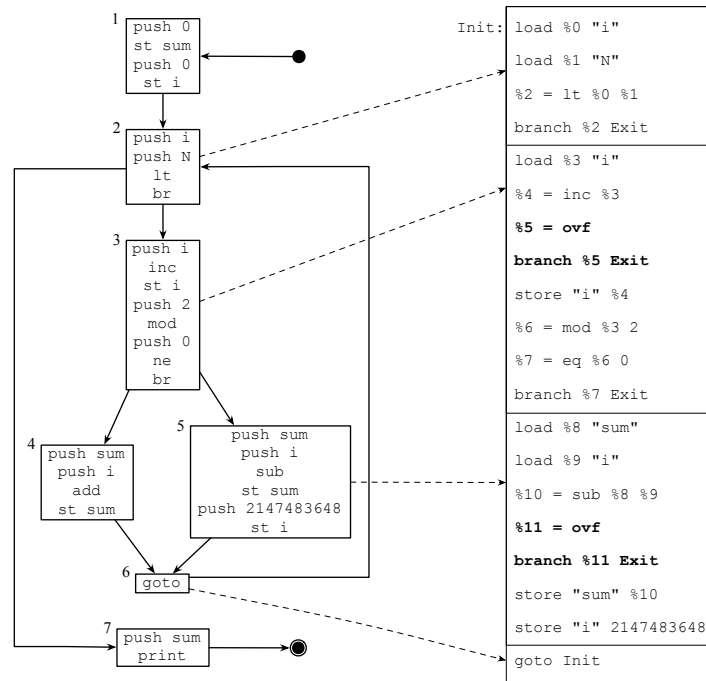 1
push 0
st sum
push 0
st i
2
push i
push N
lt
br
3
push i
inc
st i
push 2
mod
push 0
ne
br
4
push sum
push i
add
st sum
5
push sum
push i
sub
st sum
push 2147483648
st i
6
goto
7
push sum
print
Init: load %0 "i"
load %1 "N"
%2 = lt %0 %1
branch %2 Exit
load %3 "i"
%4 = inc %3
%5 = ovf
branch %5 Exit
store "i" %4
%6 = mod %3 2
%7 = eq %6 0
branch %7 Exit
load %8 "sum"
load %9 "i"
%10 = sub %8 %9
%11 = ovf
branch %11 Exit
store "sum" %10
store "i" 2147483648
goto Init